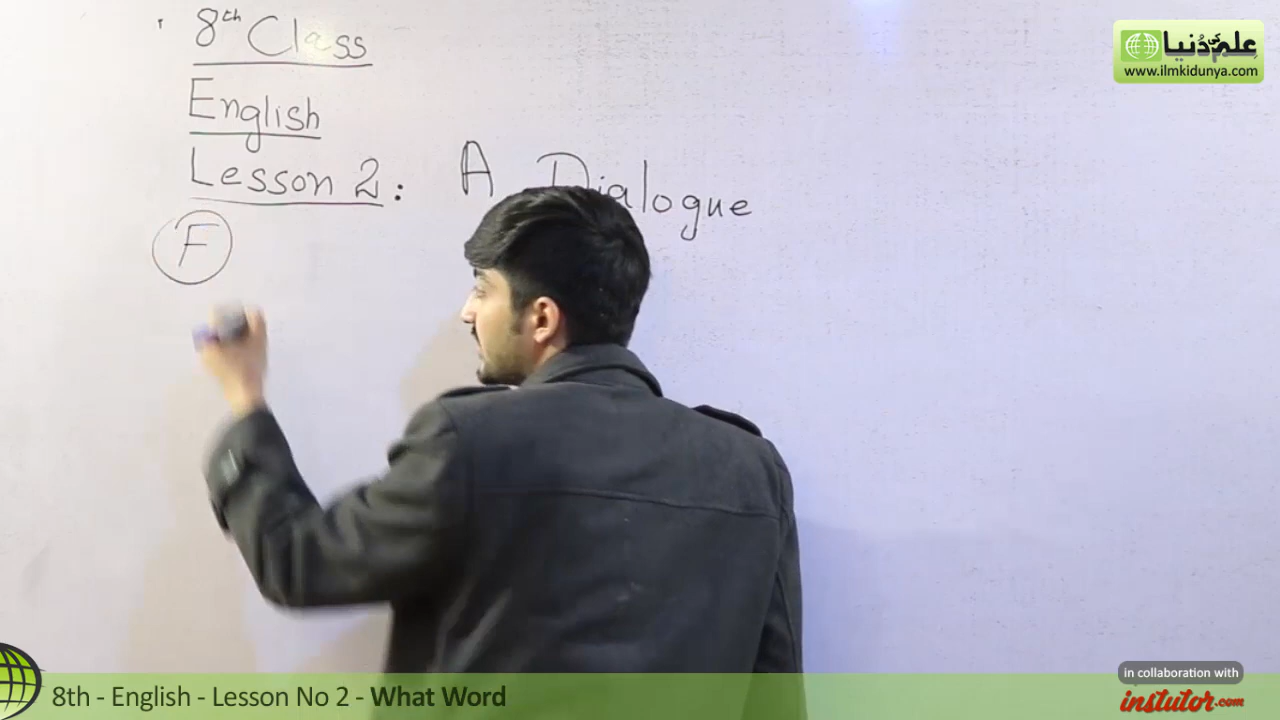 8th Class
English
Lesson 2: A Dialogue
F
علم کی دُنیا
www.ilmkidunya.com
8th - English - Lesson No 2 - What Word
in collaboration with
instutor.com